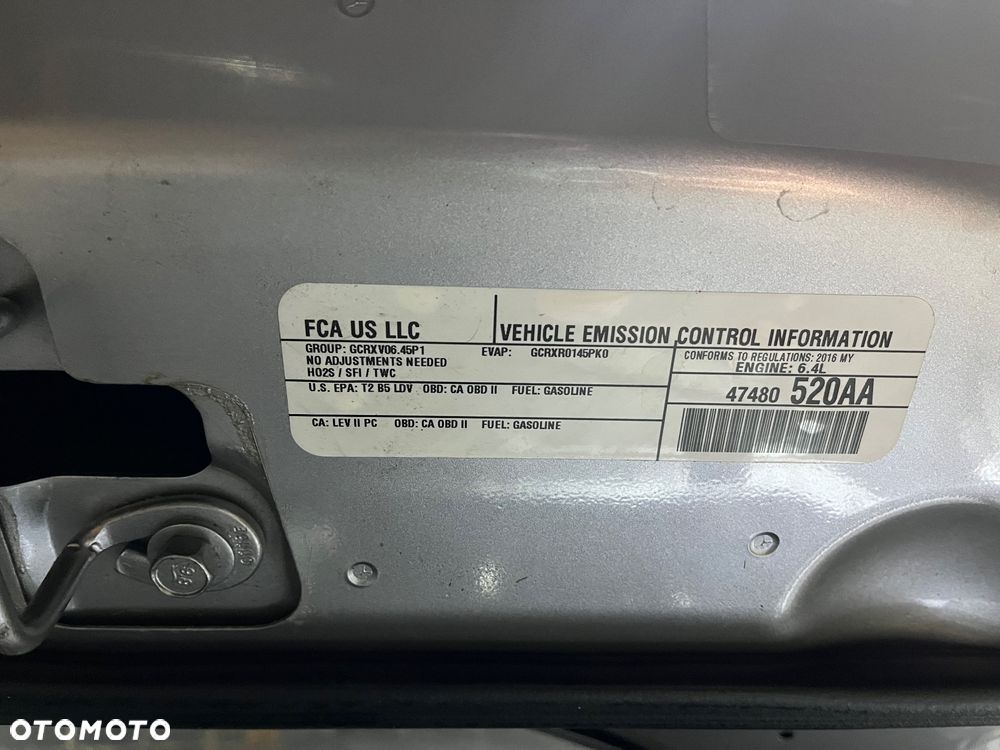 FCA US LLC
VEHICLE EMISSION CONTROL INFORMATION
GROUP: GCRXV06.45P1 EVAP: GCRXR0145PK0
NO ADJUSTMENTS NEEDED
HO2S / SFI / TWC
CONFORMS TO REGULATIONS: 2016 MY
ENGINE: 6.4L
U.S. EPA: T2 B5 LDV OBD: CA OBD II FUEL: GASOLINE
47480 520AA
CA: LEV II PC OBD: CA OBD II FUEL: GASOLINE
OTOMOTO